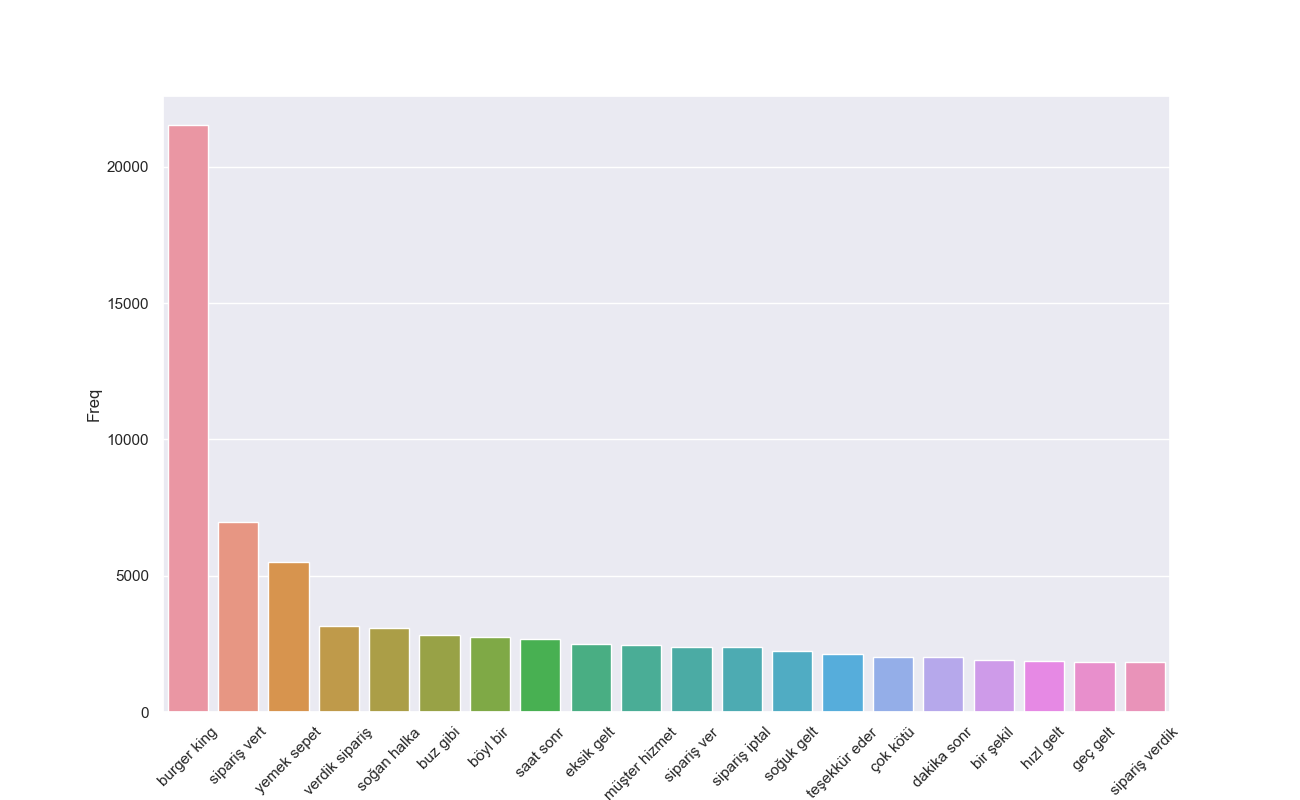 20000
15000
10000
5000
0
Freq
burger king
sipariş vert
yemek sepet
verdik sipariş
soğan halka
buz gibi
böyl bir
saat sonr
eksik gelt
müşter hizmet
sipariş ver
sipariş iptal
soğuk gelt
teşekkür eder
çok kötü
dakika sonr
bir şekil
hızl gelt
geç gelt
sipariş verdik